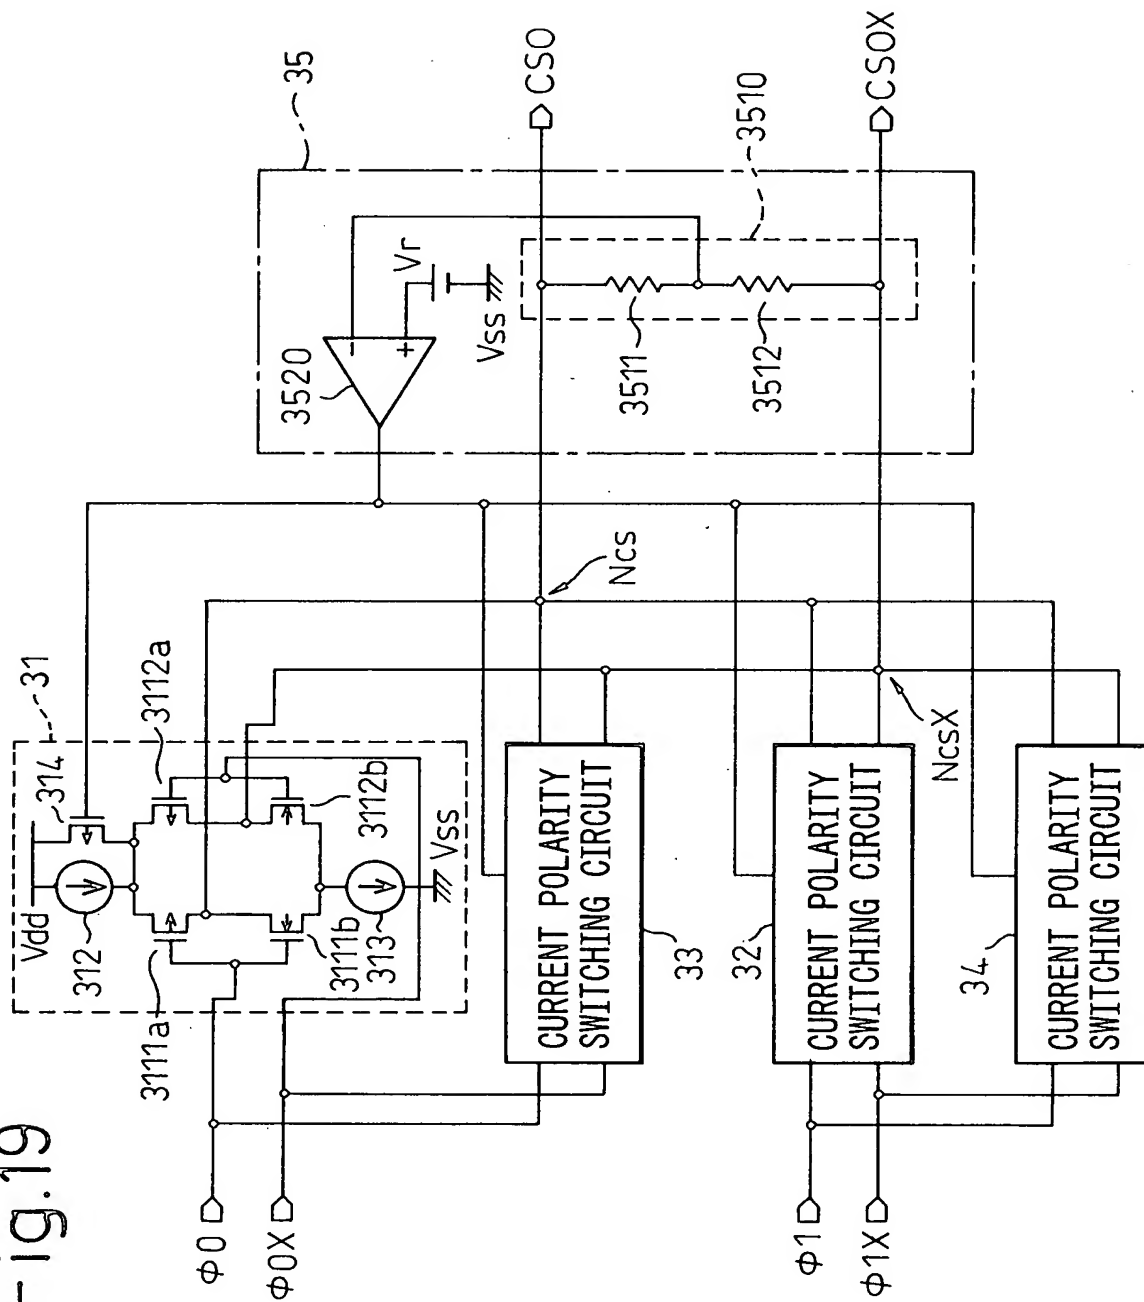 Fig.19
35
CSO
3510
CSOX
3520
Vr
Vss
3511
3512
Ncs
NcsX
31
314
3112a
Vdd
312
3112b
3111b
313
Vss
3111a
φ0
φ0X
CURRENT POLARITY
SWITCHING CIRCUIT
33
CURRENT POLARITY
SWITCHING CIRCUIT
32
φ1
φ1X
CURRENT POLARITY
SWITCHING CIRCUIT
34